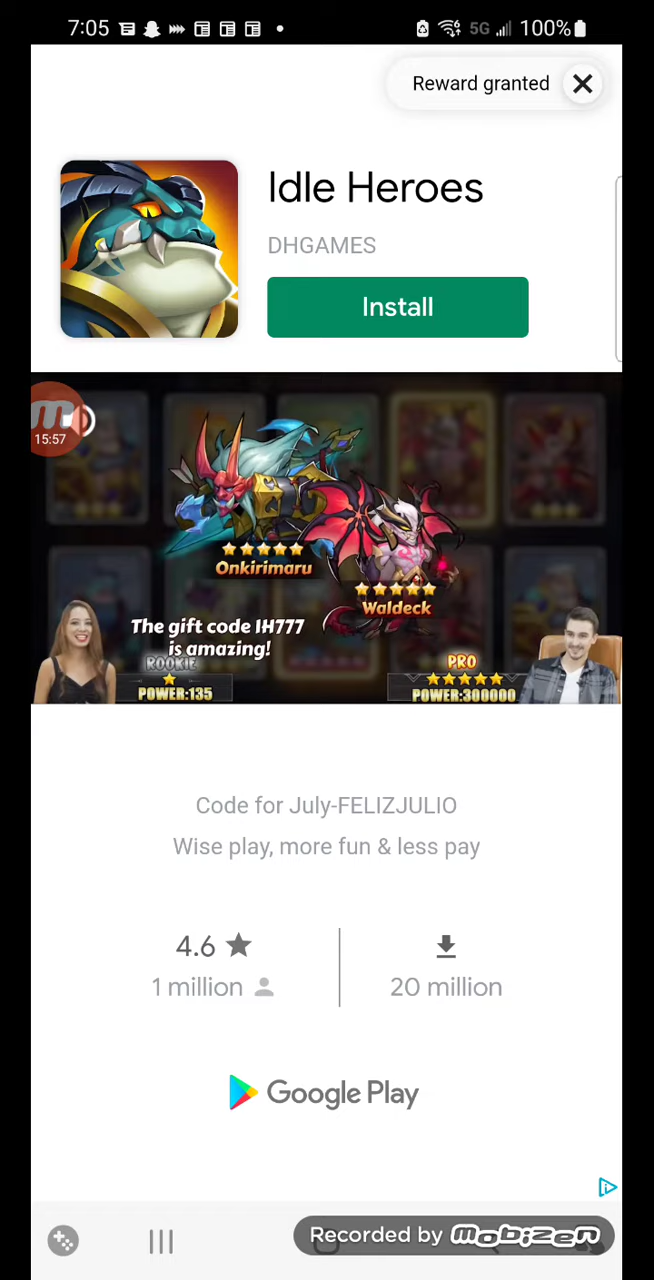 7:05
5G
100%
Reward granted
Idle Heroes
DHGAMES
Install
15:57
Onkirimaru
Waldeck
The gift code IH777
is amazing!
ROOKIE
POWER:135
PRO
POWER:300000
Code for July-FELIZJULIO
Wise play, more fun & less pay
4.6
1 million
20 million
Google Play
Recorded by mobizen